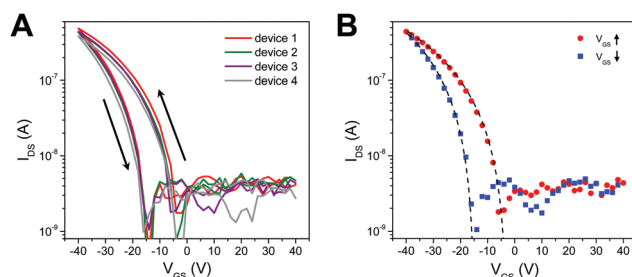 A
device 1
device 2
device 3
device 4
10⁻⁷
10⁻⁸
10⁻⁹
I_DS (A)
-40 -30 -20 -10 0 10 20 30 40
V_GS (V)
B
V_GS ↑
V_GS ↓
10⁻⁷
10⁻⁸
10⁻⁹
I_DS (A)
-40 -30 -20 -10 0 10 20 30 40
V_GS (V)